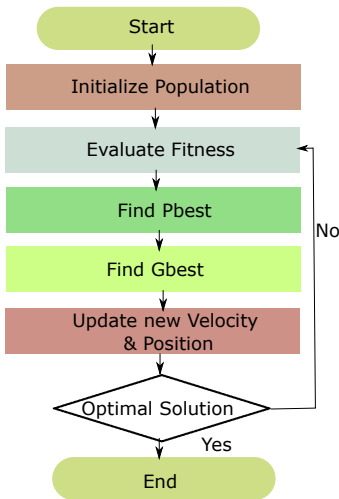 Start
Initialize Population
Evaluate Fitness
Find Pbest
No
Find Gbest
Update new Velocity
& Position
Optimal Solution
Yes
End